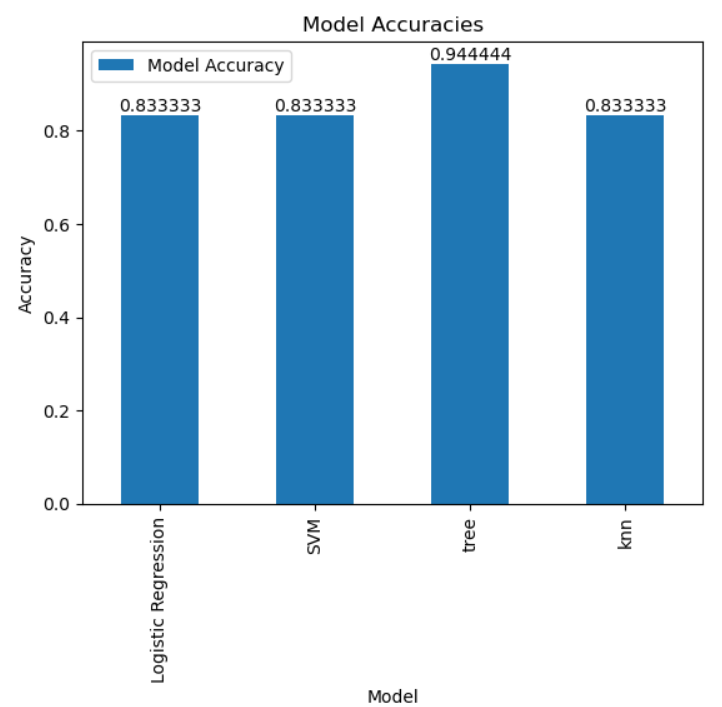 Model Accuracies
Model Accuracy
0.833333
0.833333
0.944444
0.833333
Accuracy
0.8
0.6
0.4
0.2
0.0
Logistic Regression
SVM
tree
knn
Model